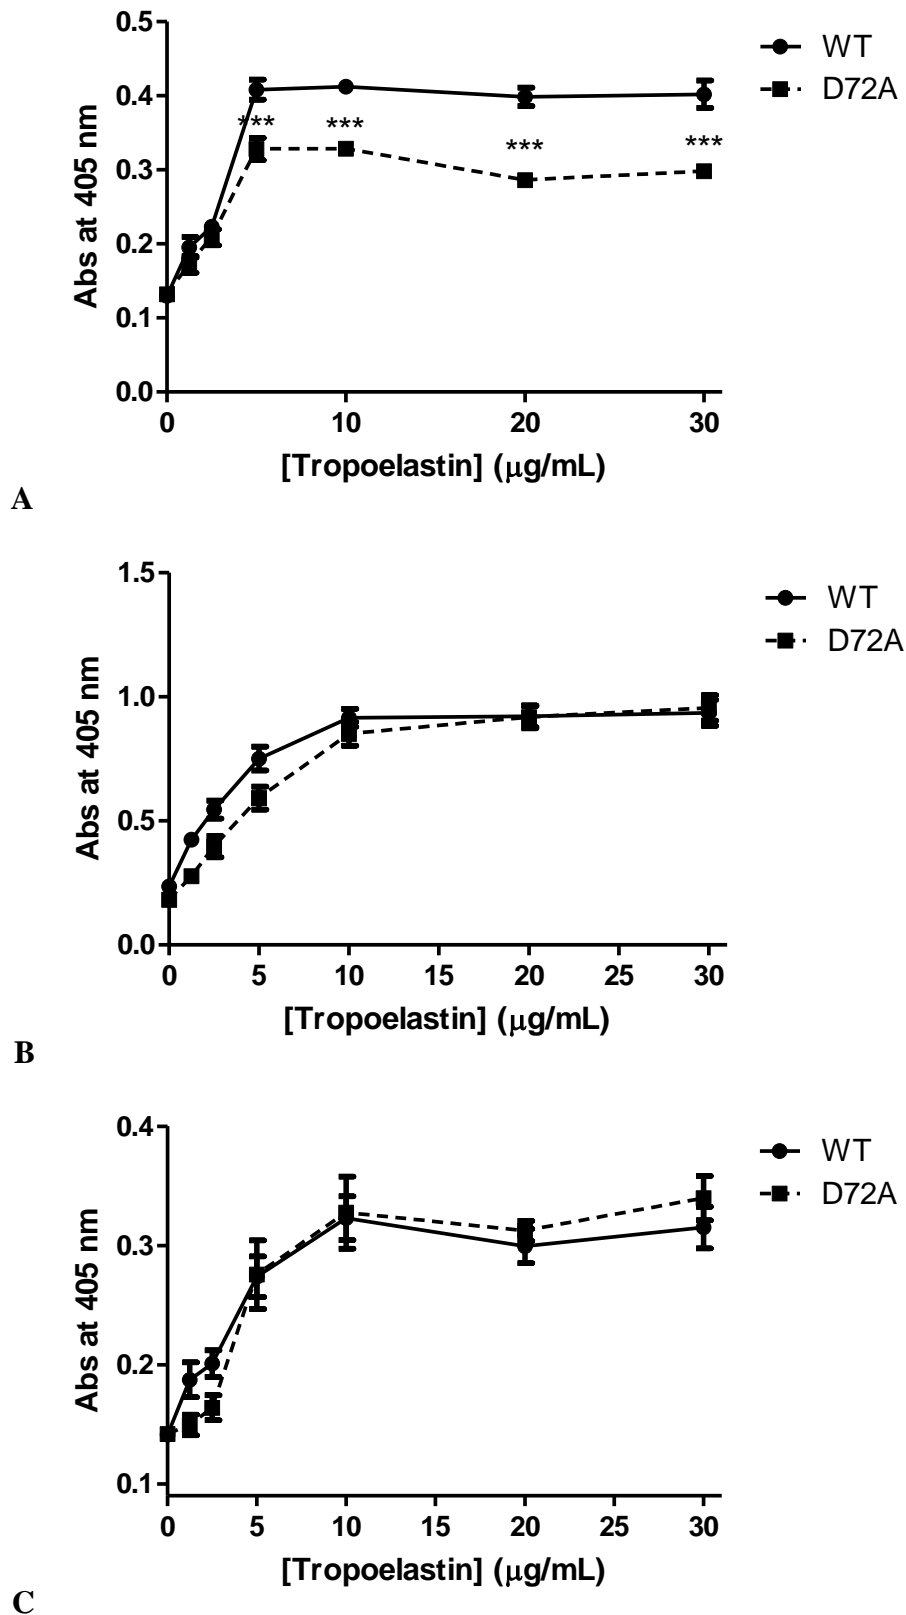 0.5
WT
D72A
0.4
*** *** *** ***
0.3
0.2
0.1
0.0
Abs at 405 nm
0 10 20 30
[Tropoelastin] (μg/mL)
A
1.5
WT
D72A
1.0
0.5
0.0
Abs at 405 nm
0 5 10 15 20 25 30
[Tropoelastin] (μg/mL)
B
0.4
WT
D72A
0.3
0.2
0.1
Abs at 405 nm
0 5 10 15 20 25 30
[Tropoelastin] (μg/mL)
C